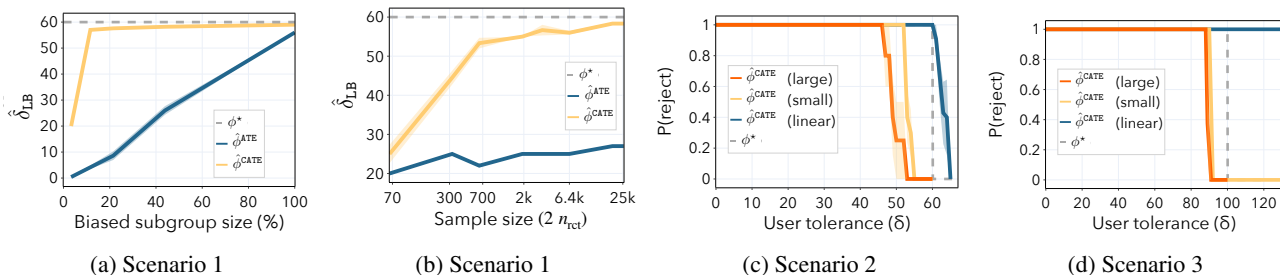 δ̂LB
60
50
40
30
20
10
0
0 20 40 60 80 100
Biased subgroup size (%)
ϕ⋆
ϕ̂ATE
ϕ̂CATE
(a) Scenario 1
δ̂LB
60
50
40
30
20
70 300 700 2k 6.4k 25k
Sample size (2 nrct)
ϕ⋆
ϕ̂ATE
ϕ̂CATE
(b) Scenario 1
P(reject)
1
0.8
0.6
0.4
0.2
0
0 10 20 30 40 50 60
User tolerance (δ)
ϕ̂CATE (large)
ϕ̂CATE (small)
ϕ̂CATE (linear)
ϕ⋆
(c) Scenario 2
P(reject)
1
0.8
0.6
0.4
0.2
0
0 20 40 60 80 100 120
User tolerance (δ)
ϕ̂CATE (large)
ϕ̂CATE (small)
ϕ̂CATE (linear)
ϕ⋆
(d) Scenario 3